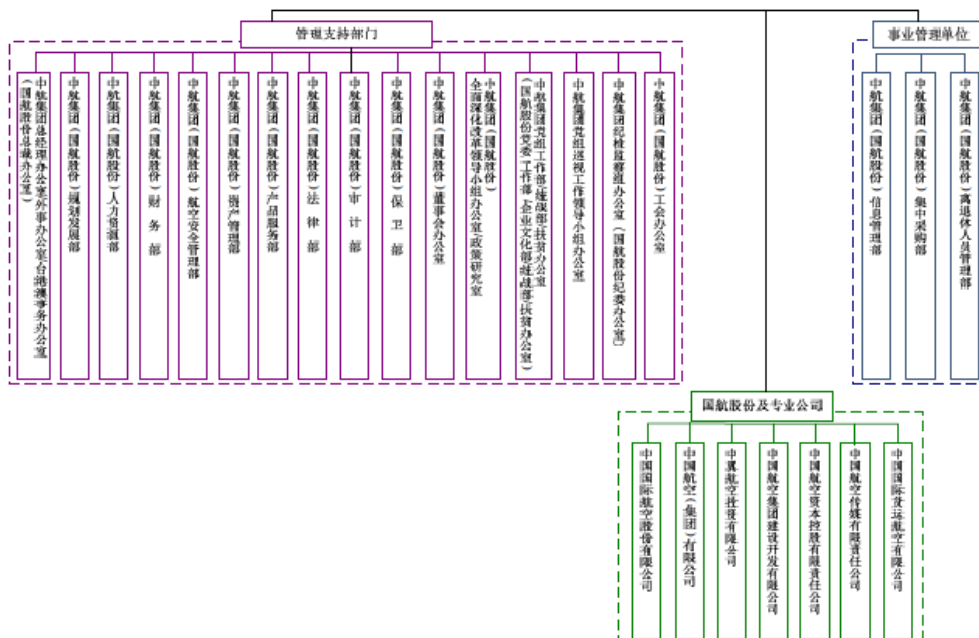 管理支持部门
事业管理单位
中航集团总经理办公室外事办公室台港澳事务办公室
(国航股份总裁办公室)
中航集团(国航股份)规划发展部
中航集团(国航股份)人力资源部
中航集团(国航股份)财 务 部
中航集团(国航股份)航空安全管理部
中航集团(国航股份)资产管理部
中航集团(国航股份)产品服务部
中航集团(国航股份)法 律 部
中航集团(国航股份)审 计 部
中航集团(国航股份)保 卫 部
中航集团(国航股份)董事会办公室
中航集团(国航股份)
全面深化改革领导小组办公室/政策研究室
中航集团党组工作部(统战部)扶贫办公室
(国航股份党委工作部、企业文化部(统战部)扶贫办公室)
中航集团党组巡视工作领导小组办公室
中航集团纪检监察组办公室(国航股份纪委办公室)
中航集团(国航股份)工会办公室
中航集团(国航股份)信息管理部
中航集团(国航股份)集中采购部
中航集团(国航股份)离退休人员管理部
国航股份及专业公司
中国国际航空股份有限公司
中国航空(集团)有限公司
中翼航空投资有限公司
中国航空集团建设开发有限公司
中国航空资本控股有限责任公司
中国航空传媒有限责任公司
中国国际货运航空有限公司